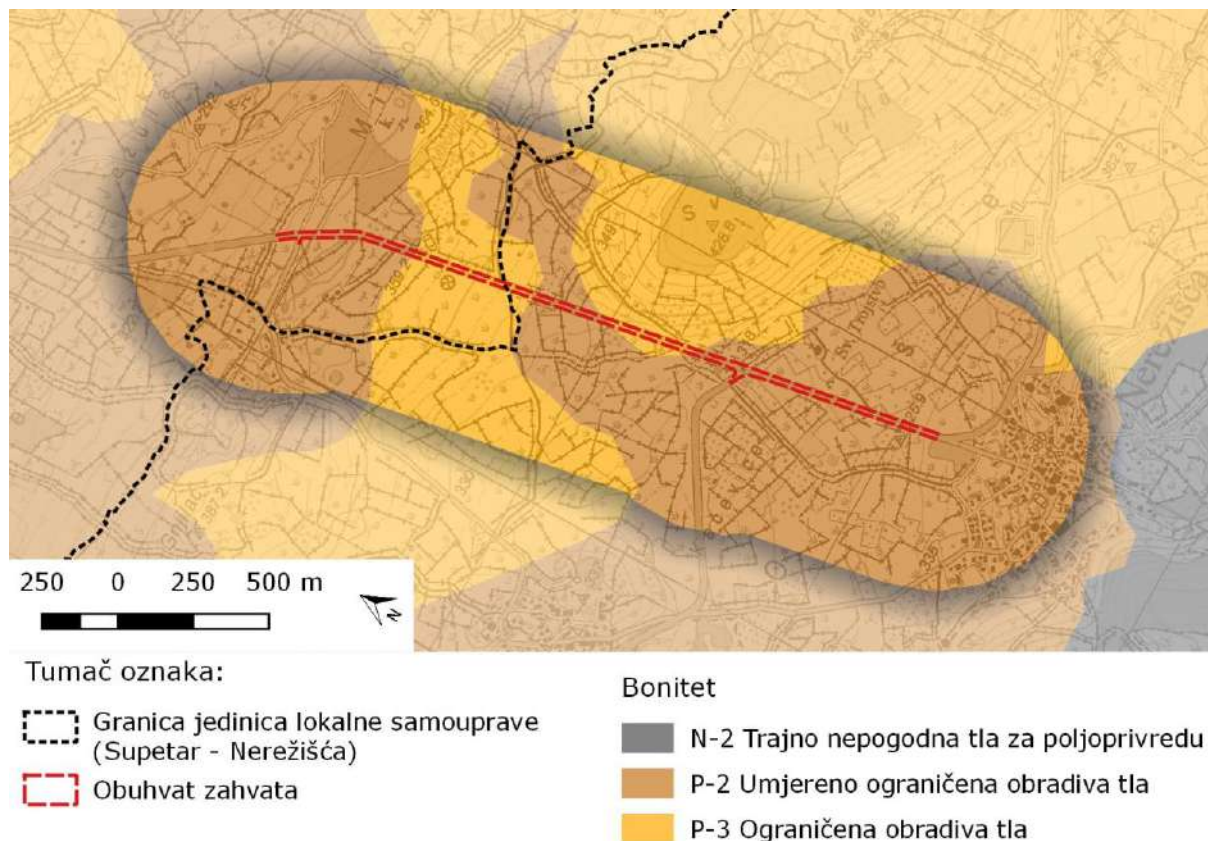 250 0 250 500 m
N
Tumač oznaka:
Granica jedinica lokalne samouprave
(Supetar - Nerežišća)
Obuhvat zahvata
Bonitet
N-2 Trajno nepogodna tla za poljoprivredu
P-2 Umjereno ograničena obradiva tla
P-3 Ograničena obradiva tla